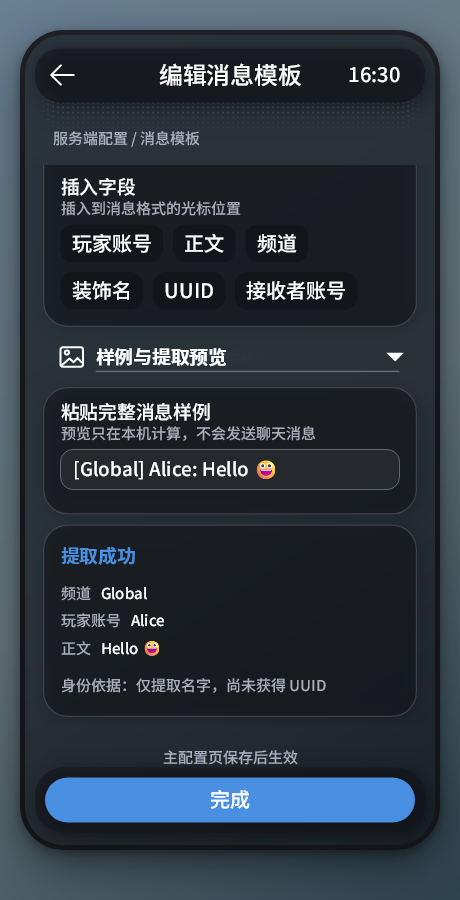 编辑消息模板 16:30
服务端配置 / 消息模板
插入字段
插入到消息格式的光标位置
玩家账号 正文 频道
装饰名 UUID 接收者账号
样例与提取预览
粘贴完整消息样例
预览只在本机计算，不会发送聊天消息
[Global] Alice: Hello 😀
提取成功
频道 Global
玩家账号 Alice
正文 Hello 😀
身份依据：仅提取名字，尚未获得 UUID
主配置页保存后生效
完成